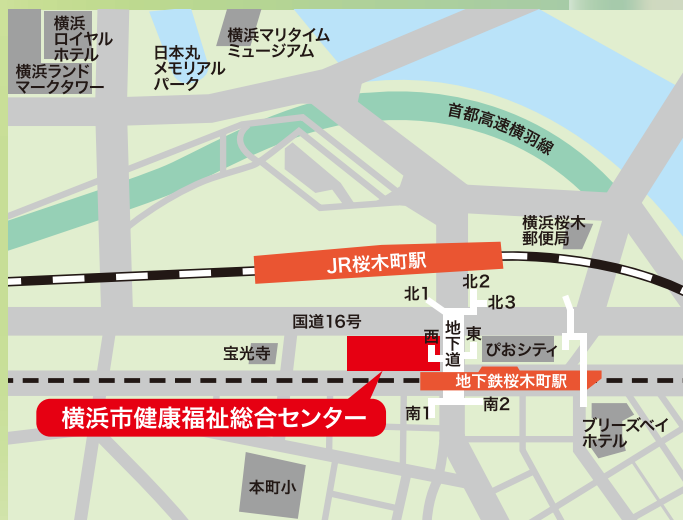 横浜
ロイヤル
ホテル
横浜ランド
マークタワー
日本丸
メモリアル
パーク
横浜マリタイム
ミュージアム
首都高速横羽線
横浜桜木
郵便局
JR桜木町駅
北1
北2
北3
国道16号
西
地下道
東
ぴおシティ
宝光寺
地下鉄桜木町駅
横浜市健康福祉総合センター
南1
南2
ブリーズベイ
ホテル
本町小